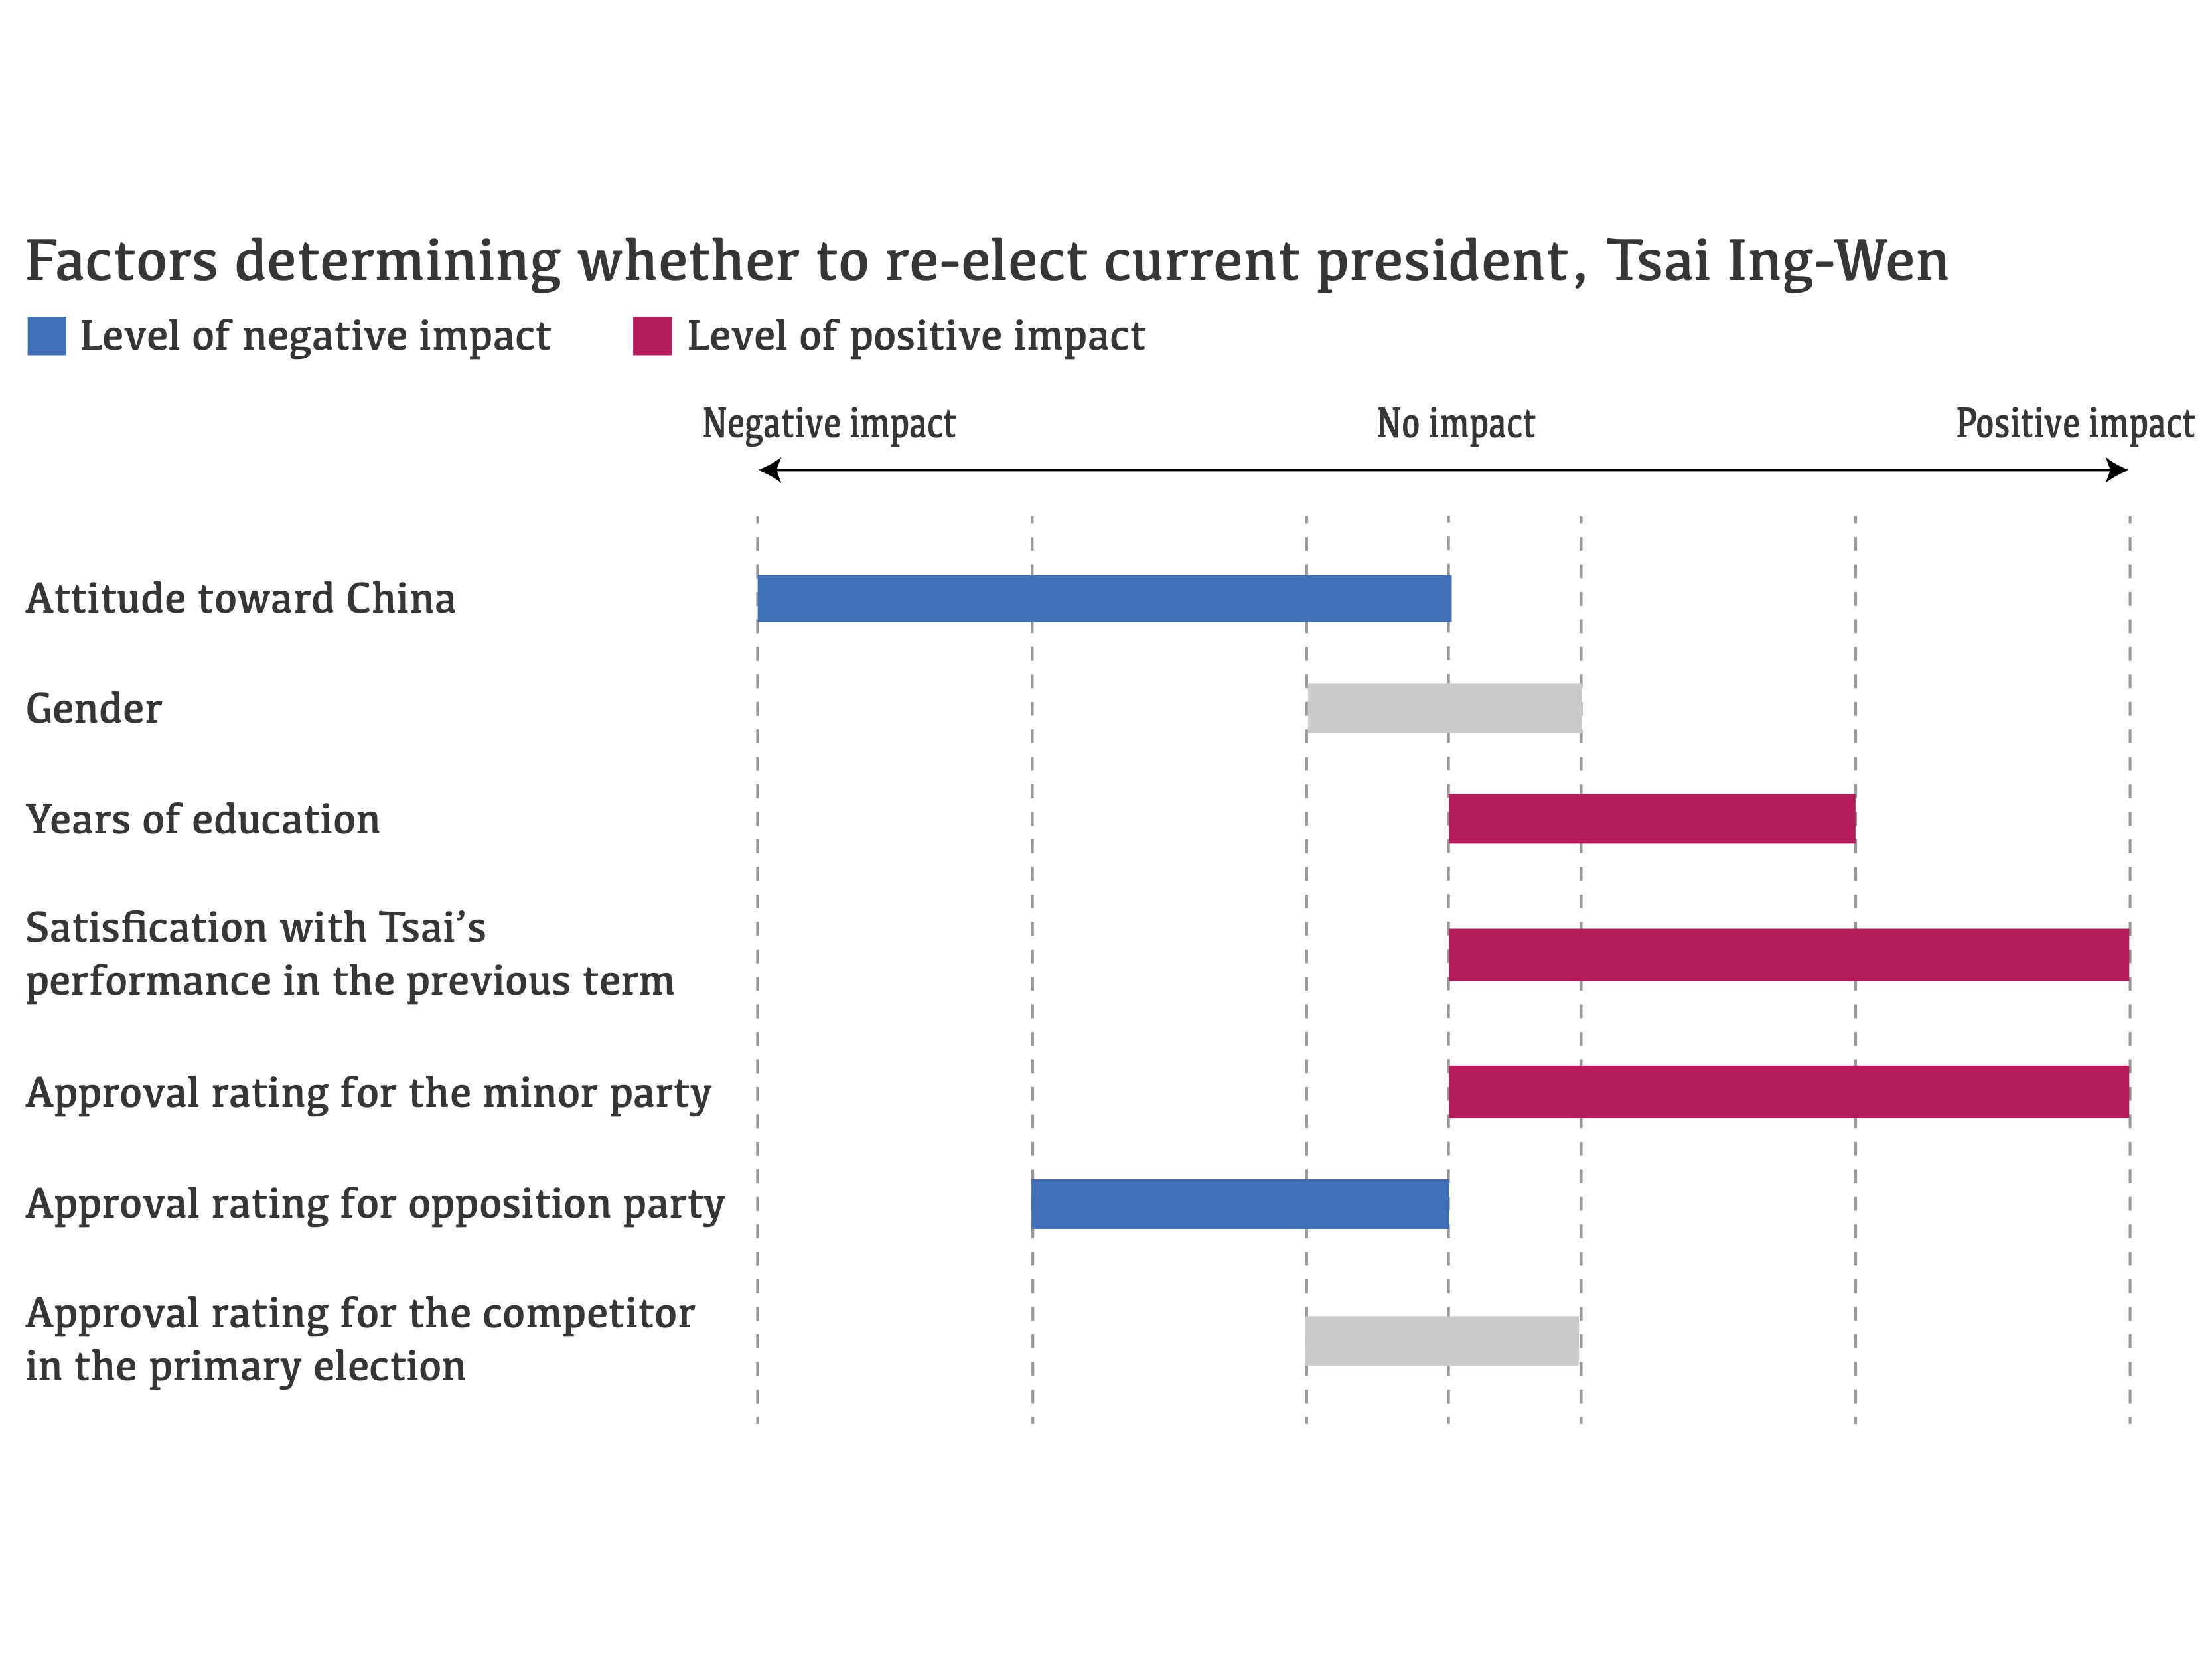 Factors determining whether to re-elect current president, Tsai Ing-Wen
Level of negative impact
Level of positive impact
Negative impact
No impact
Positive impact
Attitude toward China
Gender
Years of education
Satisfication with Tsai’s
performance in the previous term
Approval rating for the minor party
Approval rating for opposition party
Approval rating for the competitor
in the primary election